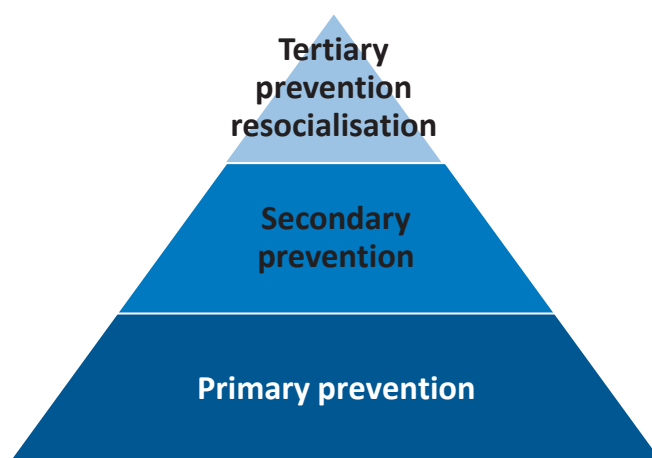 Tertiary
prevention
resocialisation
Secondary
prevention
Primary prevention